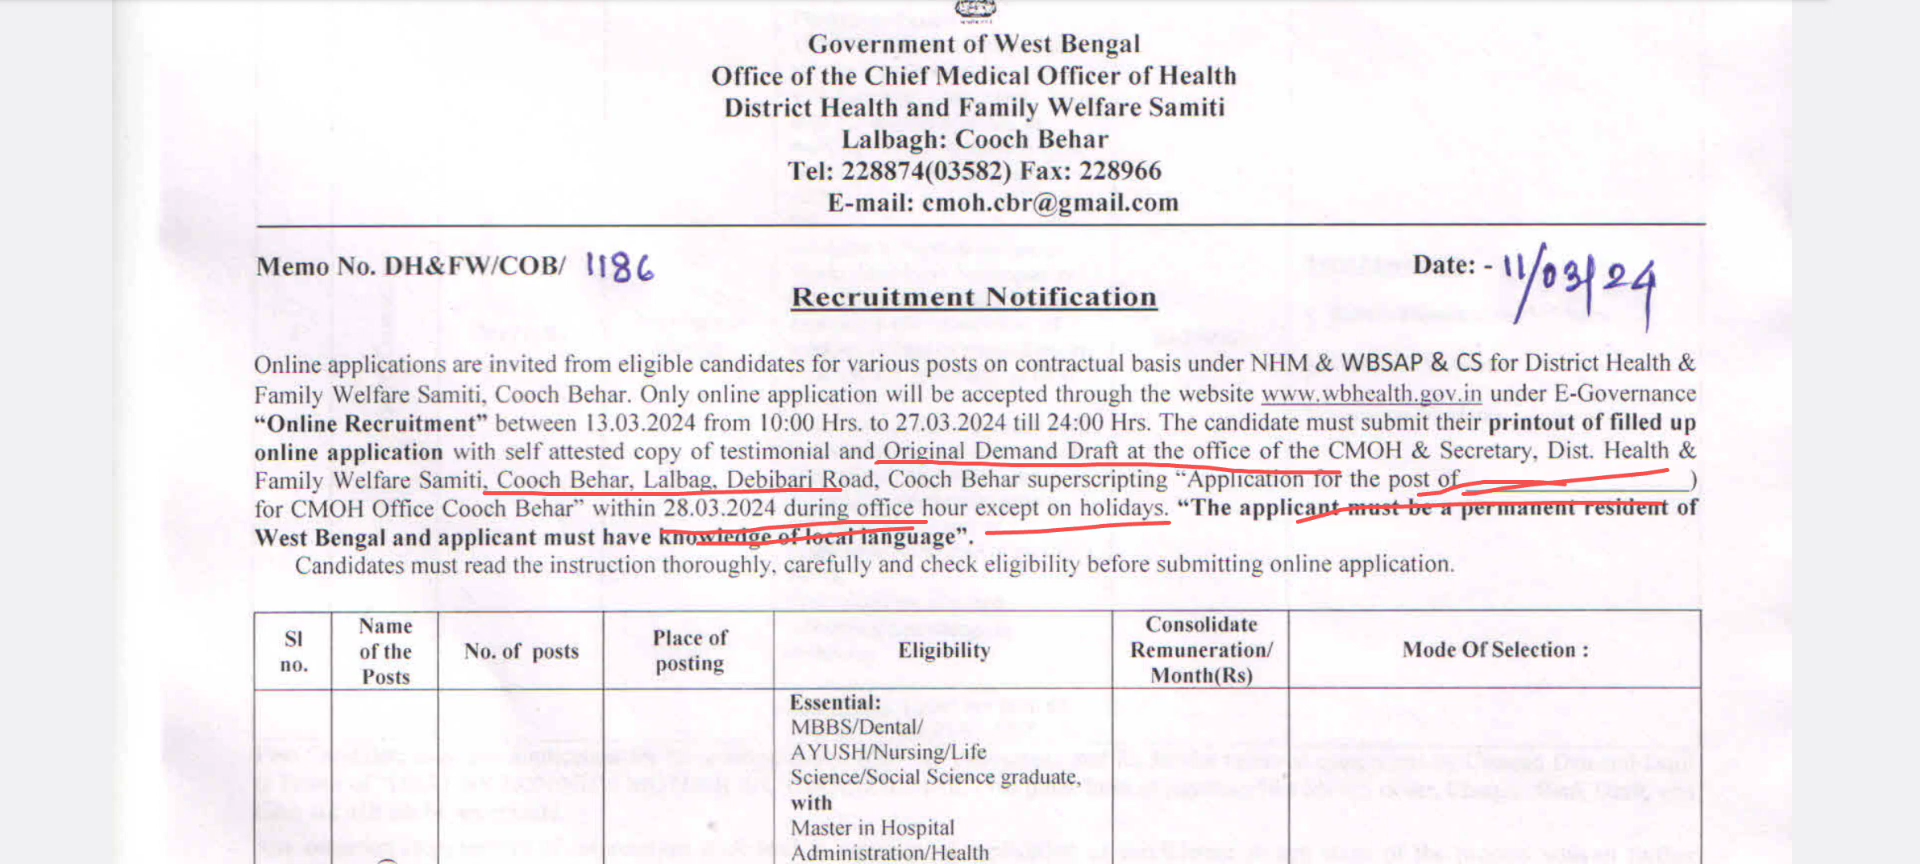 Government of West Bengal
Office of the Chief Medical Officer of Health
District Health and Family Welfare Samiti
Lalbagh: Cooch Behar
Tel: 228874(03582) Fax: 228966
E-mail: cmoh.cbr@gmail.com
Memo No. DH&FW/COB/ 1186
Date: - 11/03/24
Recruitment Notification
Online applications are invited from eligible candidates for various posts on contractual basis under NHM & WBSAP & CS for District Health &
Family Welfare Samiti, Cooch Behar. Only online application will be accepted through the website www.wbhealth.gov.in under E-Governance
“Online Recruitment” between 13.03.2024 from 10:00 Hrs. to 27.03.2024 till 24:00 Hrs. The candidate must submit their printout of filled up
online application with self attested copy of testimonial and Original Demand Draft at the office of the CMOH & Secretary, Dist. Health &
Family Welfare Samiti, Cooch Behar, Lalbag, Debibari Road, Cooch Behar superscripting “Application for the post of ____________________)
for CMOH Office Cooch Behar” within 28.03.2024 during office hour except on holidays. “The applicant must be a permanent resident of
West Bengal and applicant must have knowledge of local language”.
Candidates must read the instruction thoroughly, carefully and check eligibility before submitting online application.
Sl no.
Name of the Posts
No. of posts
Place of posting
Eligibility
Consolidate Remuneration/ Month(Rs)
Mode Of Selection :
Essential:
MBBS/Dental/
AYUSH/Nursing/Life
Science/Social Science graduate,
with
Master in Hospital
Administration/Health